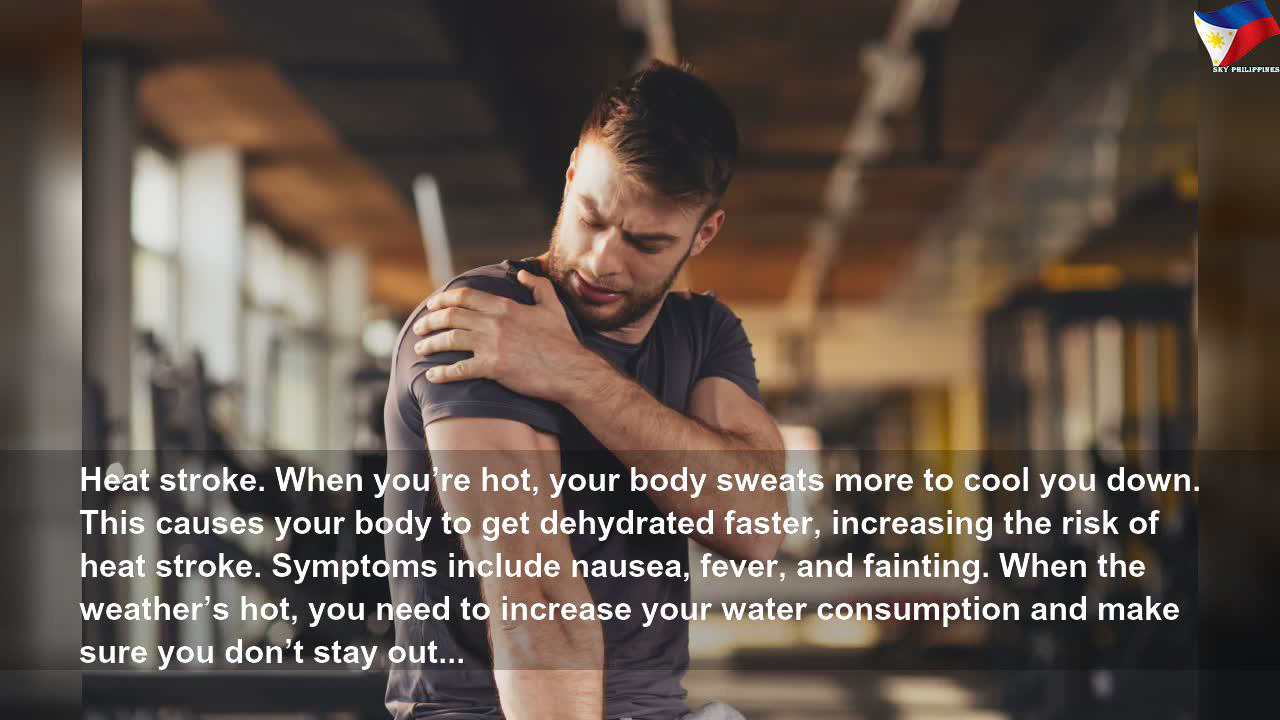 SKY PHILIPPINES
Heat stroke. When you’re hot, your body sweats more to cool you down.
This causes your body to get dehydrated faster, increasing the risk of
heat stroke. Symptoms include nausea, fever, and fainting. When the
weather’s hot, you need to increase your water consumption and make
sure you don’t stay out...